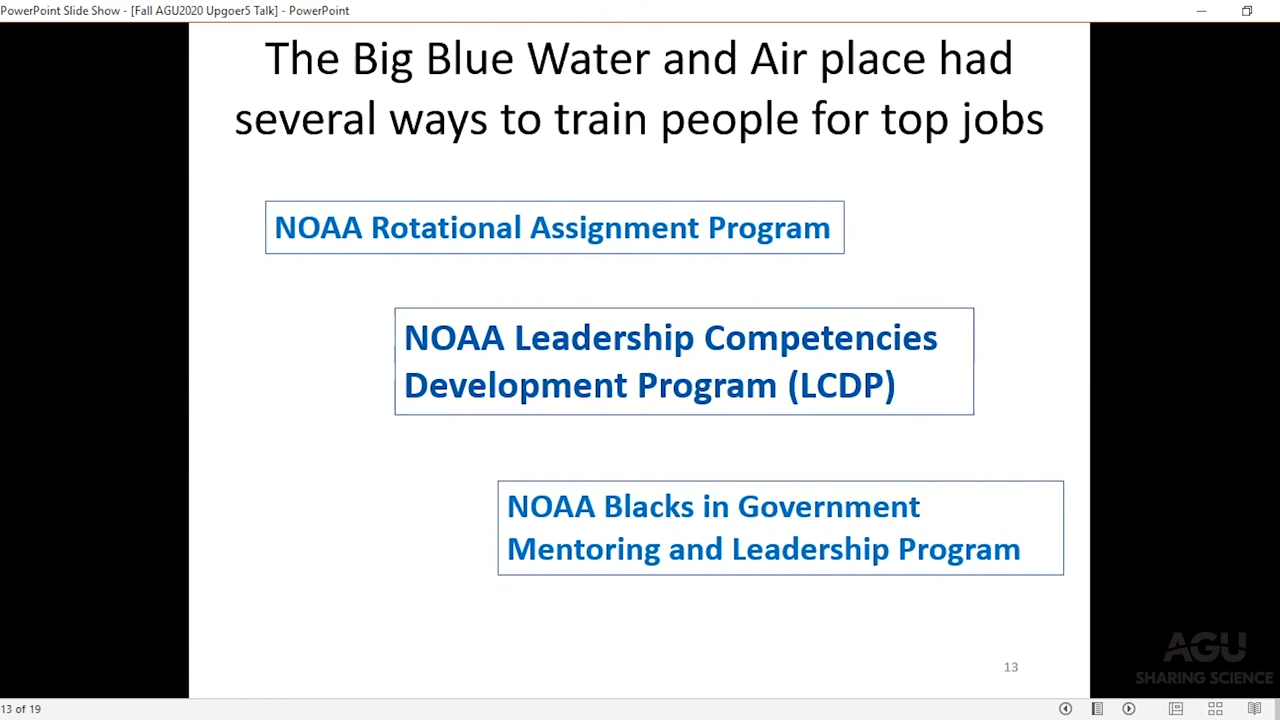 PowerPoint Slide Show - [Fall AGU2020 Upgoer5 Talk] - PowerPoint
The Big Blue Water and Air place had
several ways to train people for top jobs
NOAA Rotational Assignment Program
NOAA Leadership Competencies
Development Program (LCDP)
NOAA Blacks in Government
Mentoring and Leadership Program
13
AGU
SHARING SCIENCE
13 of 19